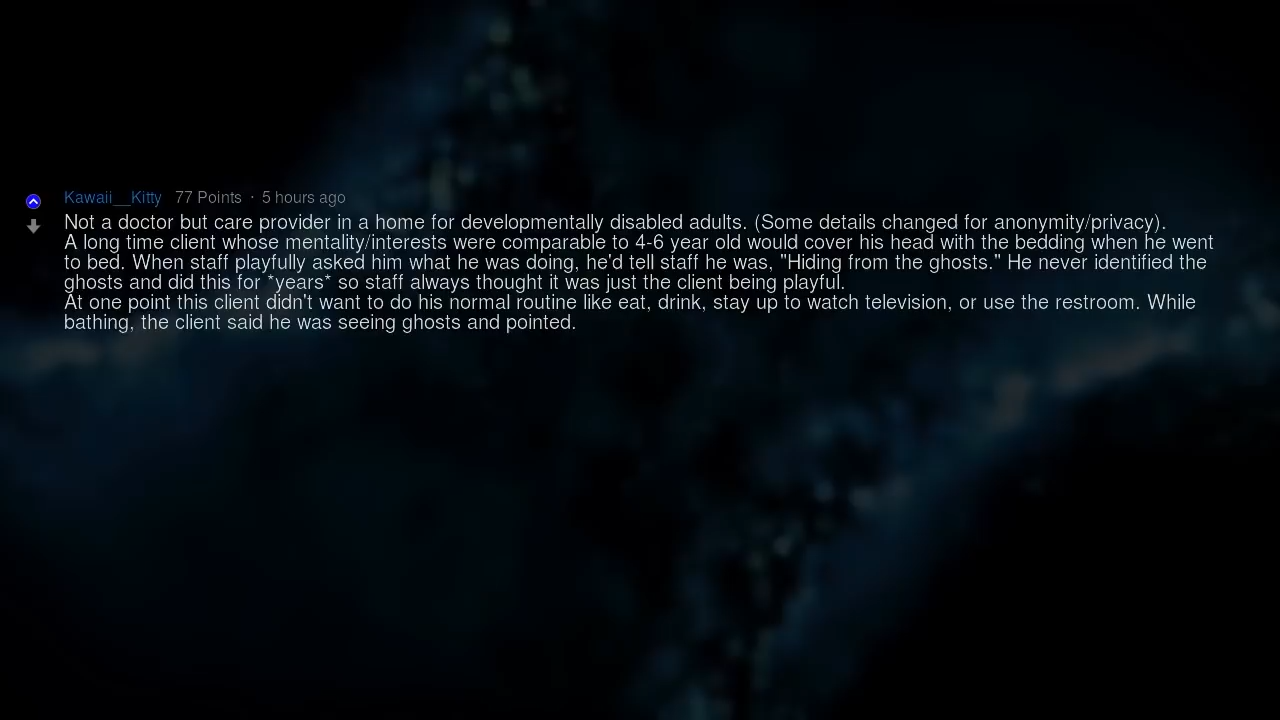 Kawaii__Kitty 77 Points · 5 hours ago
Not a doctor but care provider in a home for developmentally disabled adults. (Some details changed for anonymity/privacy).
A long time client whose mentality/interests were comparable to 4-6 year old would cover his head with the bedding when he went
to bed. When staff playfully asked him what he was doing, he'd tell staff he was, "Hiding from the ghosts." He never identified the
ghosts and did this for *years* so staff always thought it was just the client being playful.
At one point this client didn't want to do his normal routine like eat, drink, stay up to watch television, or use the restroom. While
bathing, the client said he was seeing ghosts and pointed.